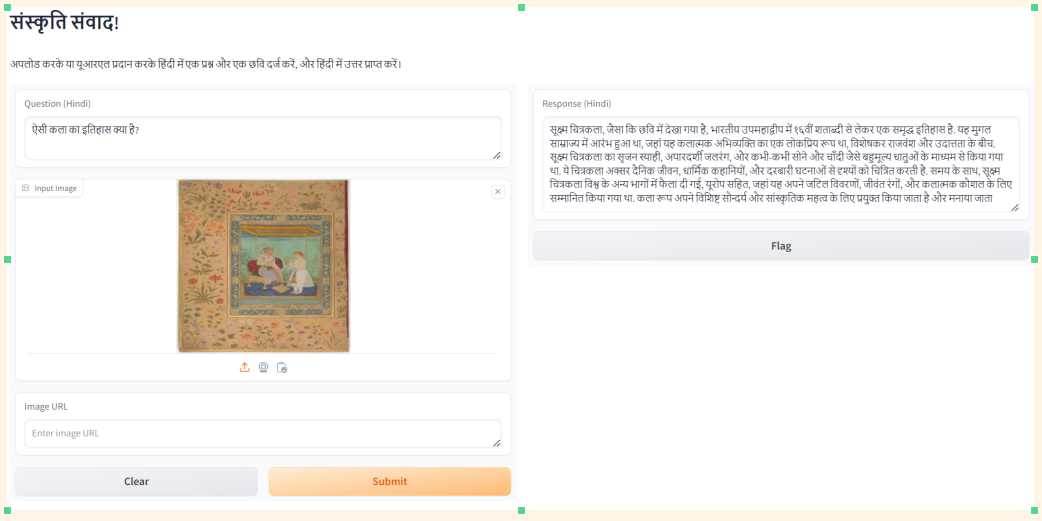 संस्कृति संवाद!
अपलोड करके या यूआरएल प्रदान करके हिंदी में एक प्रश्न और एक छवि दर्ज करें, और हिंदी में उत्तर प्राप्त करें।
Question (Hindi)
ऐसी कला का इतिहास क्या है?
Input Image
Image URL
Enter image URL
Clear
Submit
Response (Hindi)
सूक्ष्म चित्रकला, जैसा कि छवि में देखा गया है, भारतीय उपमहाद्वीप में १६वीं शताब्दी से लेकर एक समृद्ध इतिहास है. यह मुगल
साम्राज्य में आरंभ हुआ था, जहां यह कलात्मक अभिव्यक्ति का एक लोकप्रिय रूप था, विशेषकर राजवंश और उदात्तता के बीच.
सूक्ष्म चित्रकला का सृजन स्याही, अपारदर्शी जलरंग, और कभी-कभी सोने और चाँदी जैसे बहुमूल्य धातुओं के माध्यम से किया गया
था. ये चित्रकला अक्सर दैनिक जीवन, धार्मिक कहानियों, और दरबारी घटनाओं से दृश्यों को चित्रित करती है. समय के साथ, सूक्ष्म
चित्रकला विश्व के अन्य भागों में फैला दी गई, यूरोप सहित, जहां यह अपने जटिल विवरणों, जीवंत रंगों, और कलात्मक कौशल के लिए
सम्मानित किया गया था. कला रूप अपने विशिष्ट सौन्दर्य और सांस्कृतिक महत्व के लिए प्रयुक्त किया जाता है और मनाया जाता
Flag